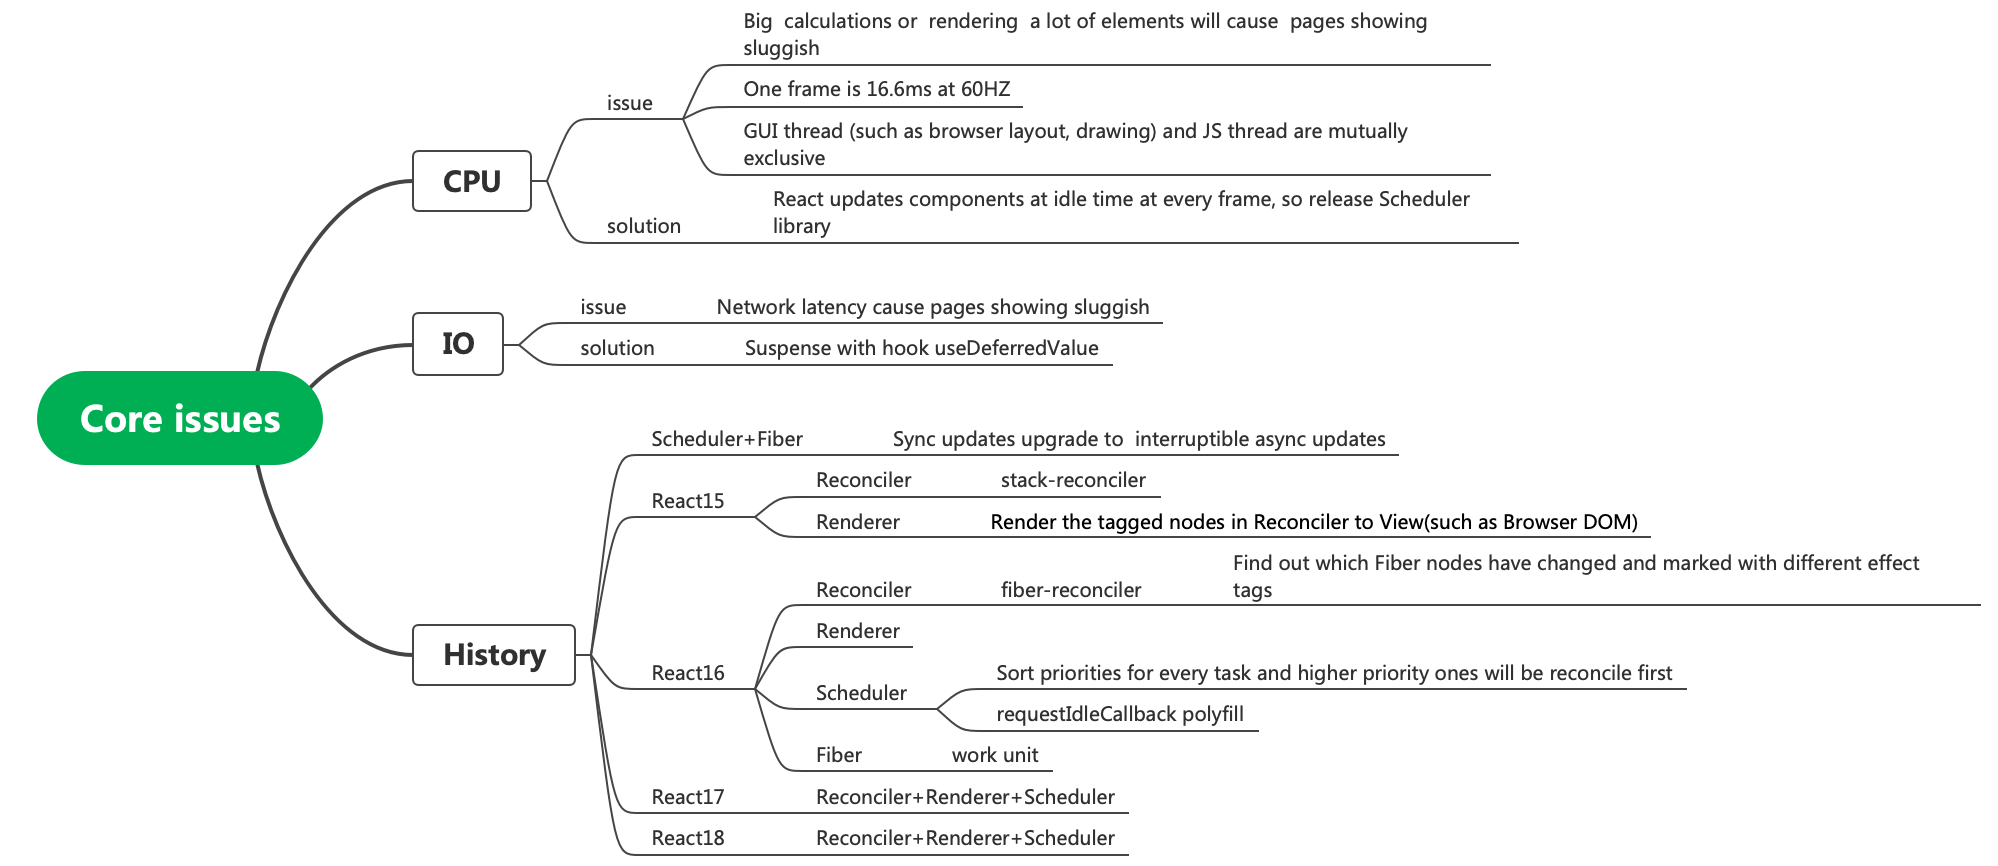 Core issues
CPU
issue
Big calculations or rendering a lot of elements will cause pages showing
sluggish
One frame is 16.6ms at 60HZ
GUI thread (such as browser layout, drawing) and JS thread are mutually
exclusive
solution
React updates components at idle time at every frame, so release Scheduler
library
IO
issue
Network latency cause pages showing sluggish
solution
Suspense with hook useDeferredValue
History
Scheduler+Fiber
Sync updates upgrade to interruptible async updates
React15
Reconciler
stack-reconciler
Renderer
Render the tagged nodes in Reconciler to View(such as Browser DOM)
React16
Reconciler
fiber-reconciler
Find out which Fiber nodes have changed and marked with different effect
tags
Renderer
Scheduler
Sort priorities for every task and higher priority ones will be reconcile first
requestIdleCallback polyfill
Fiber
work unit
React17
Reconciler+Renderer+Scheduler
React18
Reconciler+Renderer+Scheduler